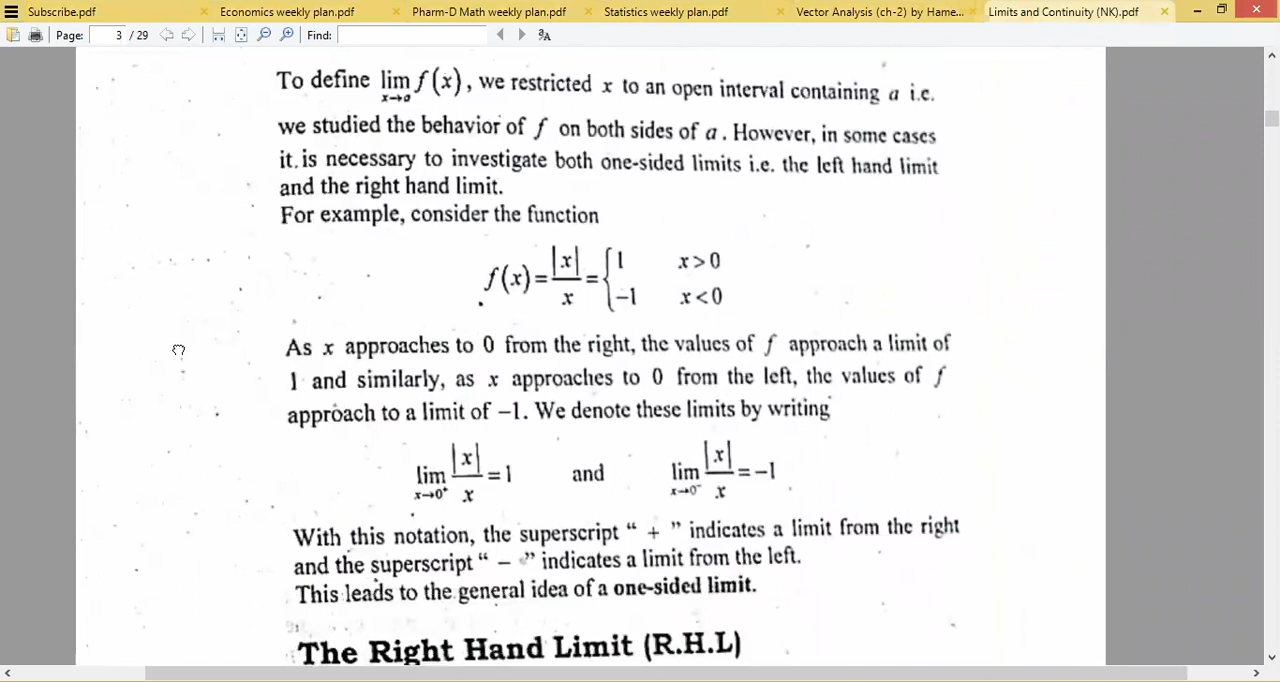 Subscribe.pdf × Economics weekly plan.pdf × Pharm-D Math weekly plan.pdf × Statistics weekly plan.pdf × Vector Analysis (ch-2) by Hame... × Limits and Continuity (NK).pdf ×
Page: 3 / 29 Find:
To define lim f(x), we restricted x to an open interval containing a i.e.
x→a
we studied the behavior of f on both sides of a. However, in some cases
it is necessary to investigate both one-sided limits i.e. the left hand limit
and the right hand limit.
For example, consider the function
f(x) = |x|/x = { 1 x > 0
−1 x < 0
As x approaches to 0 from the right, the values of f approach a limit of
1 and similarly, as x approaches to 0 from the left, the values of f
approach to a limit of −1. We denote these limits by writing
lim |x|/x = 1 and lim |x|/x = −1
x→0⁺ x→0⁻
With this notation, the superscript “ + ” indicates a limit from the right
and the superscript “ − ” indicates a limit from the left.
This leads to the general idea of a one-sided limit.
The Right Hand Limit (R.H.L)